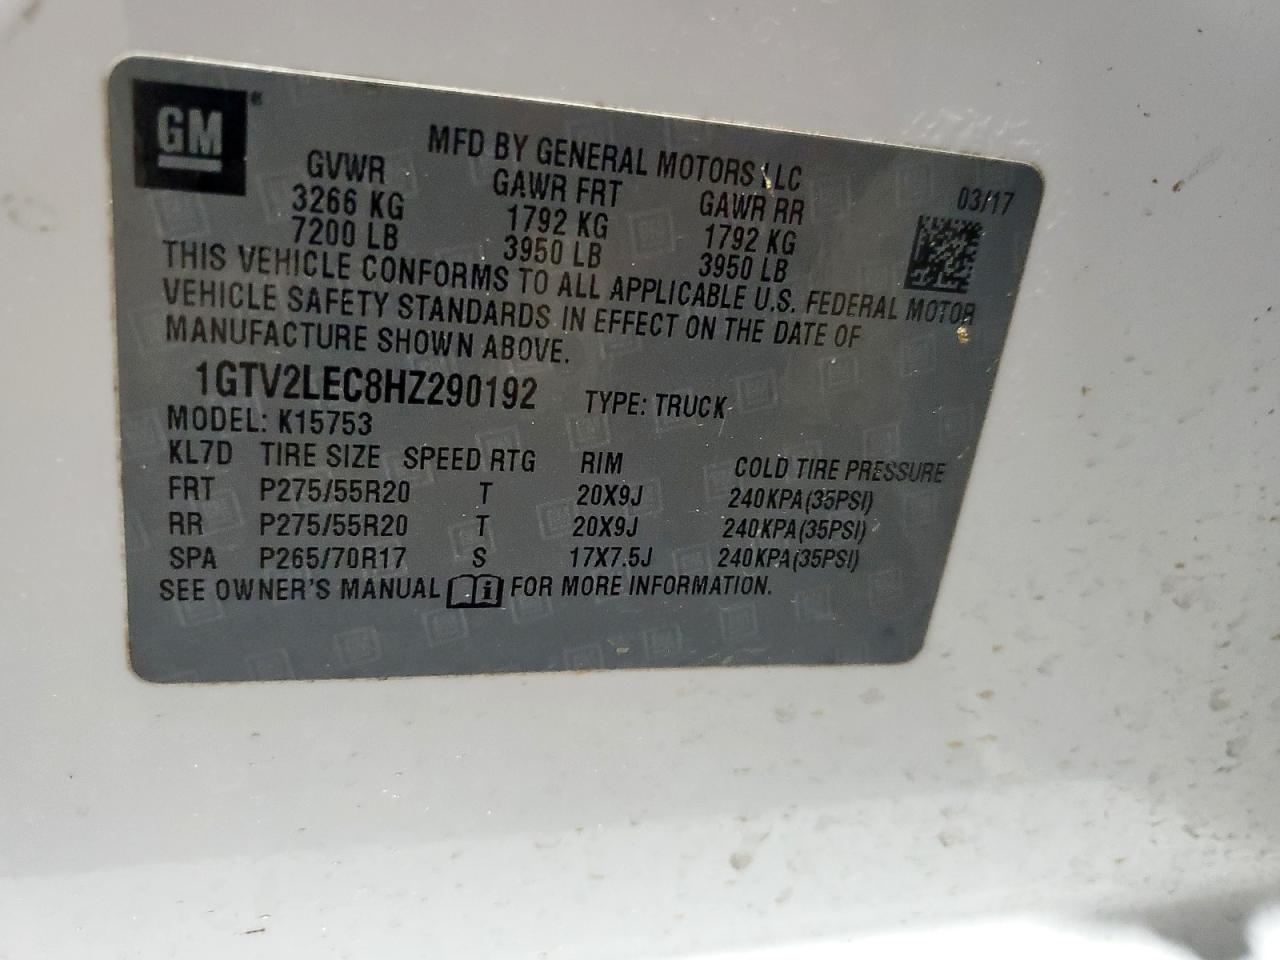 GM
MFD BY GENERAL MOTORS LLC
GVWR GAWR FRT GAWR RR 03/17
3266 KG 1792 KG 1792 KG
7200 LB 3950 LB 3950 LB
THIS VEHICLE CONFORMS TO ALL APPLICABLE U.S. FEDERAL MOTOR
VEHICLE SAFETY STANDARDS IN EFFECT ON THE DATE OF
MANUFACTURE SHOWN ABOVE.
1GTV2LEC8HZ290192 TYPE: TRUCK
MODEL: K15753
KL7D TIRE SIZE SPEED RTG RIM COLD TIRE PRESSURE
FRT P275/55R20 T 20X9J 240KPA(35PSI)
RR P275/55R20 T 20X9J 240KPA(35PSI)
SPA P265/70R17 S 17X7.5J 240KPA(35PSI)
SEE OWNER'S MANUAL i FOR MORE INFORMATION.